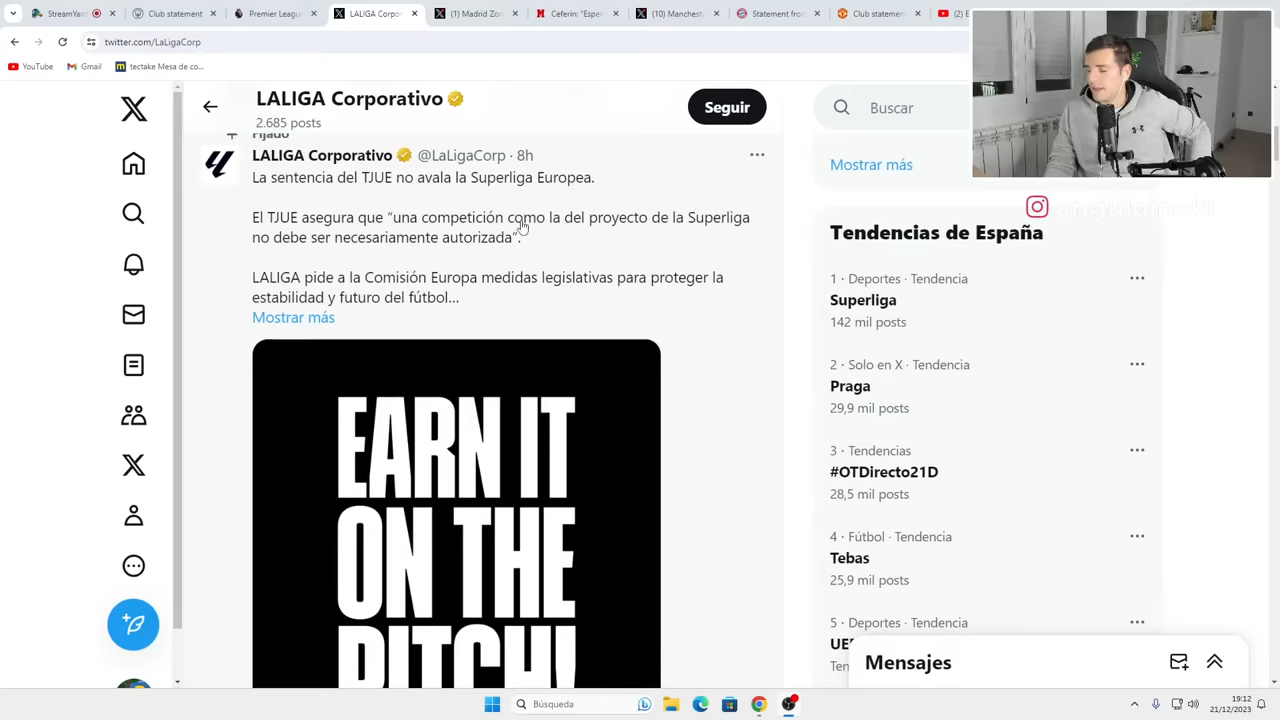 StreamYar
Club statement
Premier League
LALIGA Corpor
(1) Madrid Zon
Ceferin: "Espe
(10) Manchest
Statement from
Club statemen
(2) E
twitter.com/LaLigaCorp
YouTube
Gmail
tectake Mesa de co...
LALIGA Corporativo
2.685 posts
Seguir
Buscar
Mostrar más
Fijado
LALIGA Corporativo @LaLigaCorp · 8h
La sentencia del TJUE no avala la Superliga Europea.
El TJUE asegura que “una competición como la del proyecto de la Superliga
no debe ser necesariamente autorizada”.
LALIGA pide a la Comisión Europa medidas legislativas para proteger la
estabilidad y futuro del fútbol...
Mostrar más
EARN IT
ON THE
PITCH!
Tendencias de España
1 · Deportes · Tendencia
Superliga
142 mil posts
2 · Solo en X · Tendencia
Praga
29,9 mil posts
3 · Tendencias
#OTDirecto21D
28,5 mil posts
4 · Fútbol · Tendencia
Tebas
25,9 mil posts
5 · Deportes · Tendencia
Mensajes
Búsqueda
19:12
21/12/2023